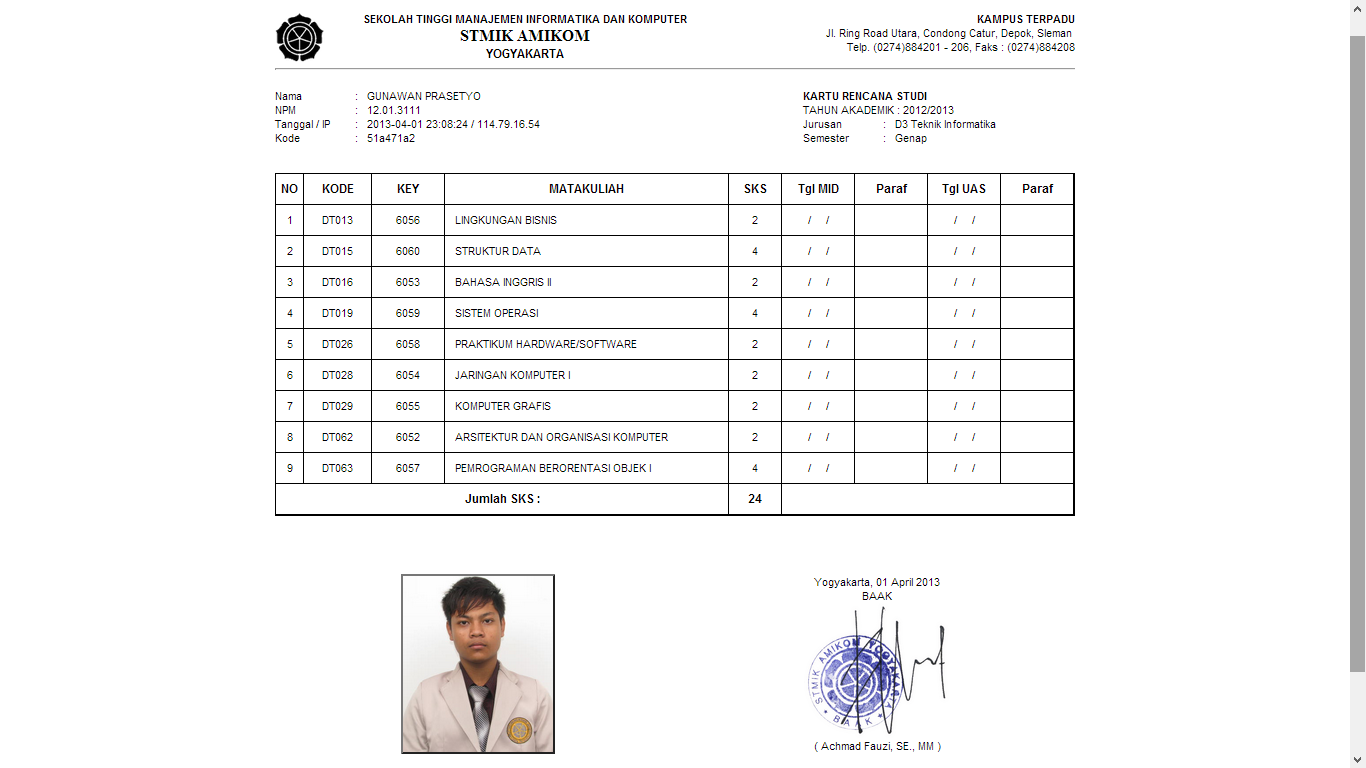 SEKOLAH TINGGI MANAJEMEN INFORMATIKA DAN KOMPUTER
STMIK AMIKOM
YOGYAKARTA
KAMPUS TERPADU
Jl. Ring Road Utara, Condong Catur, Depok, Sleman
Telp. (0274)884201 - 206, Faks : (0274)884208
Nama : GUNAWAN PRASETYO
NPM : 12.01.3111
Tanggal / IP : 2013-04-01 23:08:24 / 114.79.16.54
Kode : 51a471a2
KARTU RENCANA STUDI
TAHUN AKADEMIK : 2012/2013
Jurusan : D3 Teknik Informatika
Semester : Genap
NO KODE KEY MATAKULIAH SKS Tgl MID Paraf Tgl UAS Paraf
1 DT013 6056 LINGKUNGAN BISNIS 2 / / / /
2 DT015 6060 STRUKTUR DATA 4 / / / /
3 DT016 6053 BAHASA INGGRIS II 2 / / / /
4 DT019 6059 SISTEM OPERASI 4 / / / /
5 DT026 6058 PRAKTIKUM HARDWARE/SOFTWARE 2 / / / /
6 DT028 6054 JARINGAN KOMPUTER I 2 / / / /
7 DT029 6055 KOMPUTER GRAFIS 2 / / / /
8 DT062 6052 ARSITEKTUR DAN ORGANISASI KOMPUTER 2 / / / /
9 DT063 6057 PEMROGRAMAN BERORENTASI OBJEK I 4 / / / /
Jumlah SKS : 24
Yogyakarta, 01 April 2013
BAAK
STMIK AMIKOM YOGYAKARTA
* BAAK *
( Achmad Fauzi, SE., MM )